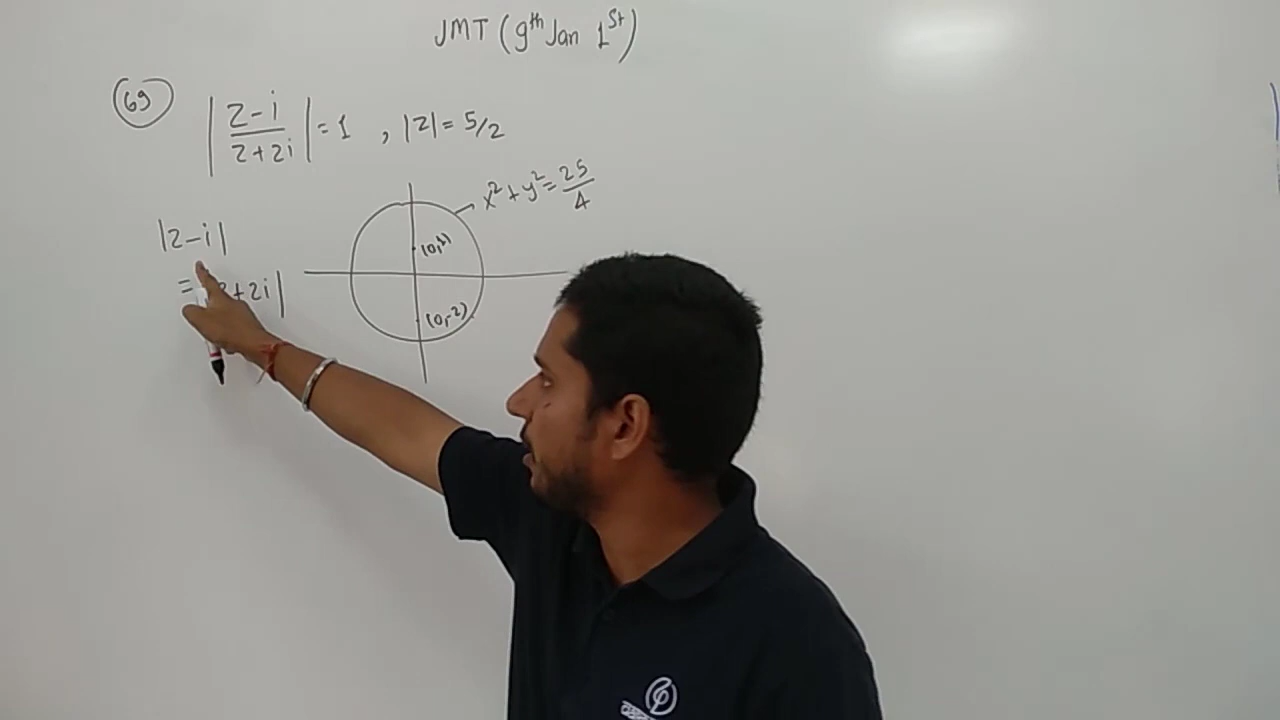 JMT (9th Jan 1st)
69
|z-i / z+2i| = 1 , |z| = 5/2
x²+y² = 25/4
|z-i|
= |z+2i|
(0,1)
(0,-2)